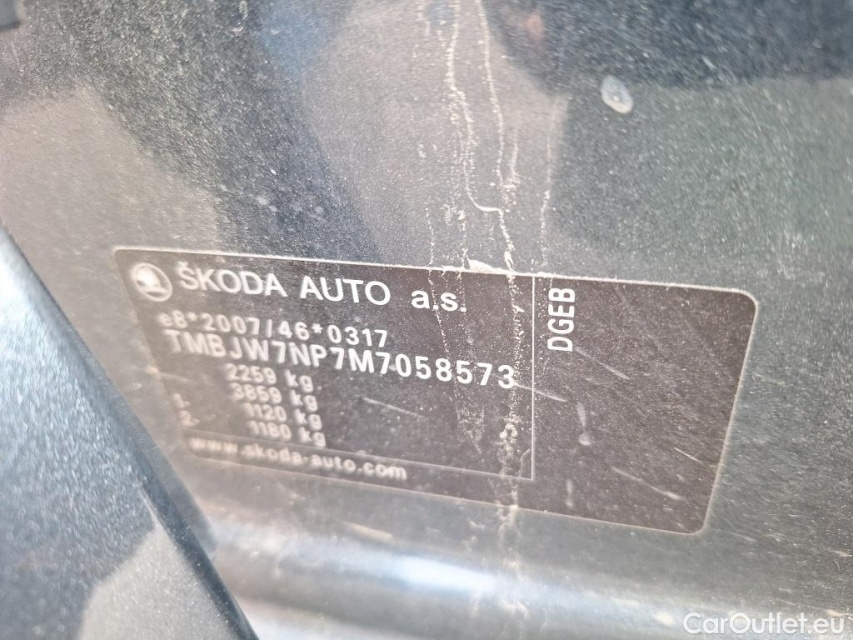 ŠKODA AUTO a.s.
e8*2007/46*0317
TMBJW7NP7M7058573
2259 kg
3859 kg
1. 1120 kg
2. 1180 kg
www.skoda-auto.com
DGEB
CarOutlet.eu